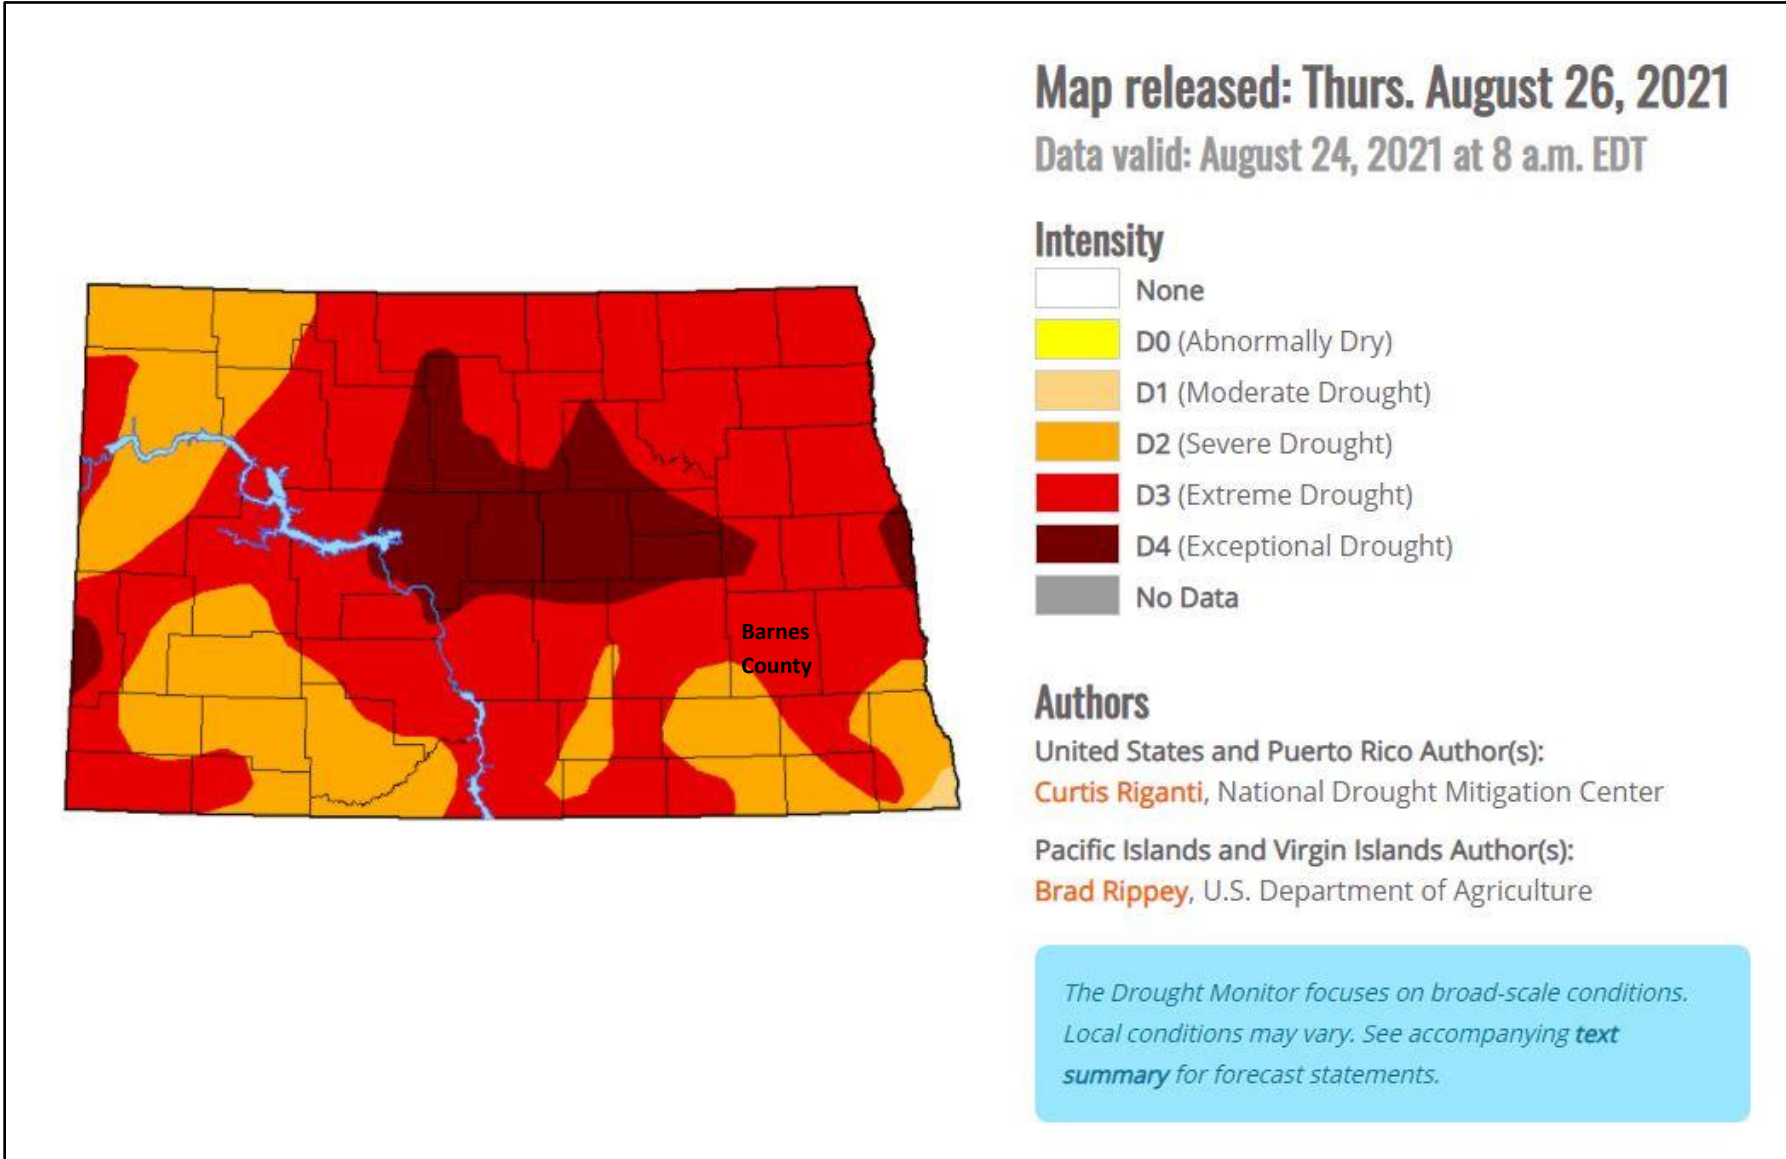 Map released: Thurs. August 26, 2021
Data valid: August 24, 2021 at 8 a.m. EDT
Intensity
None
D0 (Abnormally Dry)
D1 (Moderate Drought)
D2 (Severe Drought)
D3 (Extreme Drought)
D4 (Exceptional Drought)
No Data
Barnes
County
Authors
United States and Puerto Rico Author(s):
Curtis Riganti, National Drought Mitigation Center
Pacific Islands and Virgin Islands Author(s):
Brad Rippey, U.S. Department of Agriculture
The Drought Monitor focuses on broad-scale conditions.
Local conditions may vary. See accompanying text
summary for forecast statements.